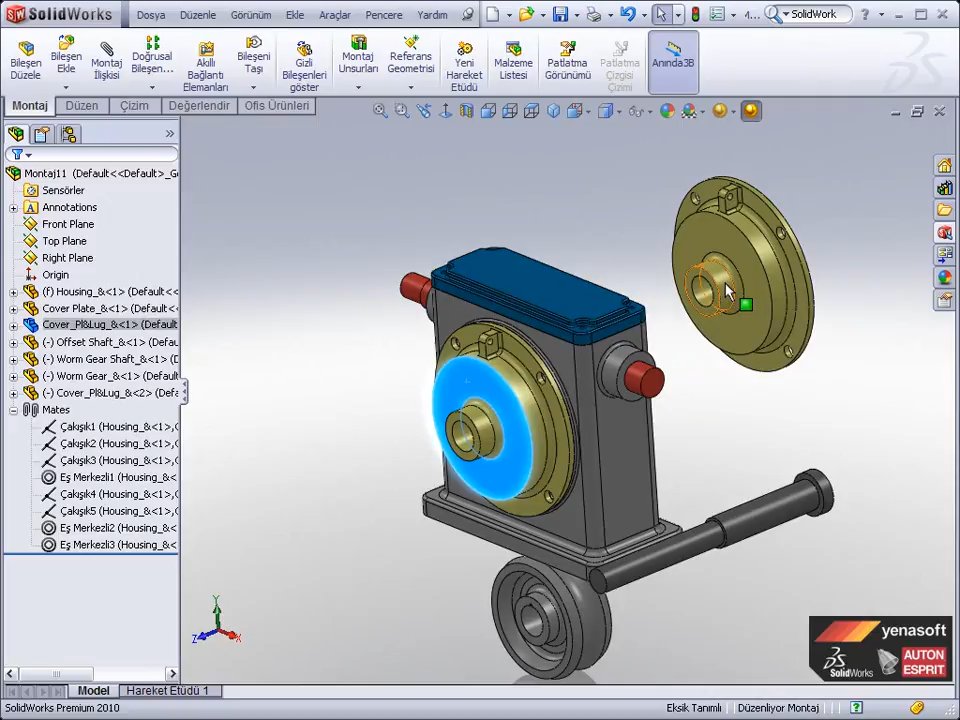 SolidWorks
Dosya Düzenle Görünüm Ekle Araçlar Pencere Yardım
4... SolidWork
Bileşen Düzele
Bileşen Ekle
Montaj İlişkisi
Doğrusal Bileşen...
Akıllı Bağlantı Elemanları
Bileşeni Taşı
Gizli Bileşenleri göster
Montaj Unsurları
Referans Geometrisi
Yeni Hareket Etüdü
Malzeme Listesi
Patlatma Görünümü
Patlatma Çizgisi Çizimi
Anında3B
Montaj Düzen Çizim Değerlendir Ofis Ürünleri
Montaj11 (Default<<Default>_G
Sensörler
Annotations
Front Plane
Top Plane
Right Plane
Origin
(f) Housing_&<1> (Default<<
Cover Plate_&<1> (Default<
Cover_Pl&Lug_&<1> (Default
(-) Offset Shaft_&<1> (Defa
(-) Worm Gear Shaft_&<1> (D
(-) Worm Gear_&<1> (Default
(-) Cover_Pl&Lug_&<2> (Defa
Mates
Çakışık1 (Housing_&<1>,C
Çakışık2 (Housing_&<1>,C
Çakışık3 (Housing_&<1>,C
Eş Merkezli1 (Housing_&<
Çakışık4 (Housing_&<1>,C
Çakışık5 (Housing_&<1>,C
Eş Merkezli2 (Housing_&<
Eş Merkezli3 (Housing_&<
Y
Z
X
yenasoft
SolidWorks
AUTON
ESPRIT
Model Hareket Etüdü 1
SolidWorks Premium 2010
Eksik Tanımlı Düzenliyor Montaj